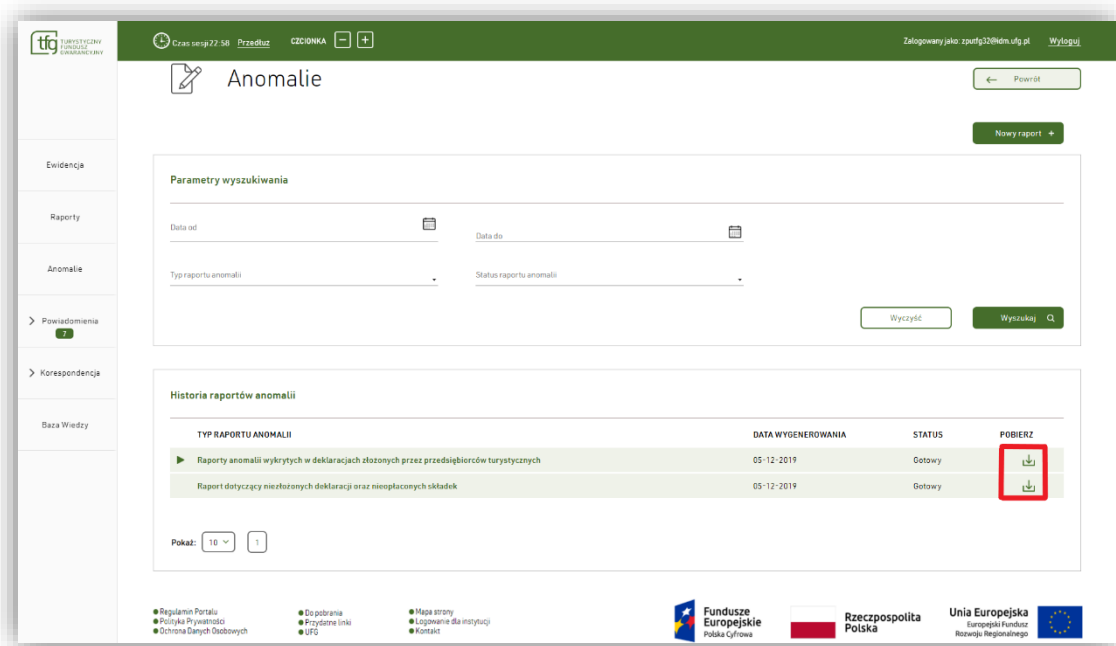 tfg TURYSTYCZNY
FUNDUSZ
GWARANCYJNY
Czas sesji22:58 Przedłuż CZCIONKA − +
Zalogowany jako: zputfg32@idm.ufg.pl Wyloguj
Anomalie
← Powrót
Nowy raport +
Ewidencja
Raporty
Anomalie
Powiadomienia
7
Korespondencja
Baza Wiedzy
Parametry wyszukiwania
Data od
Data do
Typ raportu anomalii
Status raportu anomalii
Wyczyść
Wyszukaj
Historia raportów anomalii
TYP RAPORTU ANOMALII DATA WYGENEROWANIA STATUS POBIERZ
Raporty anomalii wykrytych w deklaracjach złożonych przez przedsiębiorców turystycznych 05-12-2019 Gotowy
Raport dotyczący niezłożonych deklaracji oraz nieopłaconych składek 05-12-2019 Gotowy
Pokaż: 10 1
Regulamin Portalu
Polityka Prywatności
Ochrona Danych Osobowych
Do pobrania
Przydatne linki
UFG
Mapa strony
Logowanie dla instytucji
Kontakt
Fundusze
Europejskie
Polska Cyfrowa
Rzeczpospolita
Polska
Unia Europejska
Europejski Fundusz
Rozwoju Regionalnego